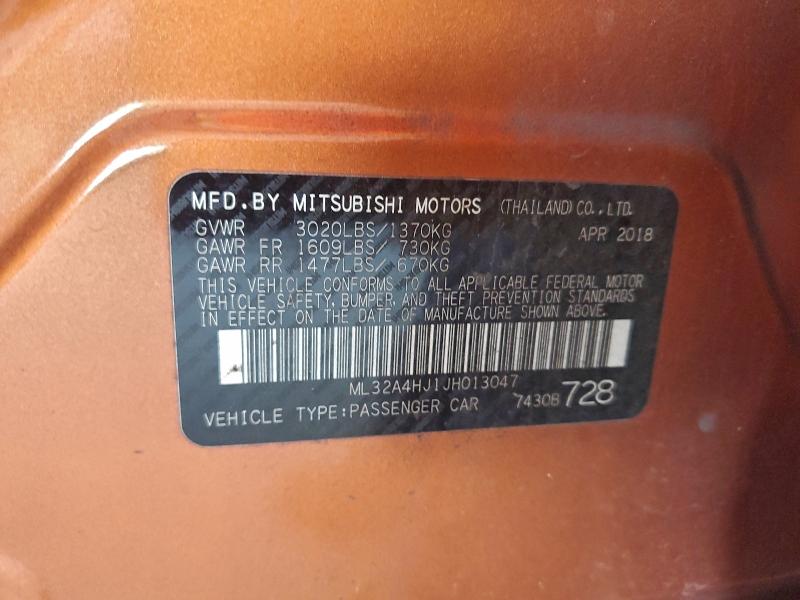 MFD.BY MITSUBISHI MOTORS (THAILAND)CO.,LTD.
GVWR 3020LBS/1370KG APR 2018
GAWR FR 1609LBS/ 730KG
GAWR RR 1477LBS/ 670KG
THIS VEHICLE CONFORMS TO ALL APPLICABLE FEDERAL MOTOR
VEHICLE SAFETY, BUMPER, AND THEFT PREVENTION STANDARDS
IN EFFECT ON THE DATE OF MANUFACTURE SHOWN ABOVE.
ML32A4HJ1JH013047
VEHICLE TYPE:PASSENGER CAR 7430B 728